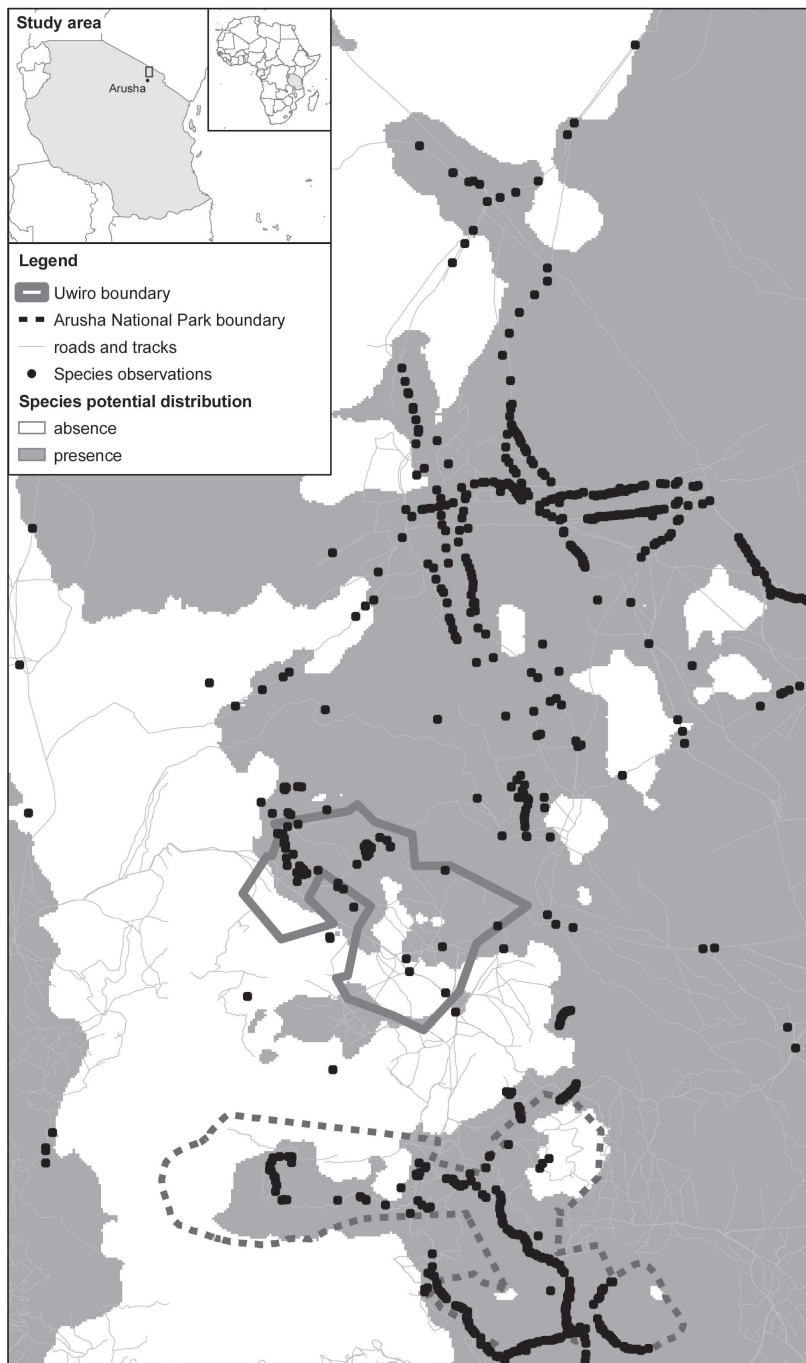 Study area
Arusha
Legend
Uwiro boundary
Arusha National Park boundary
roads and tracks
Species observations
Species potential distribution
absence
presence